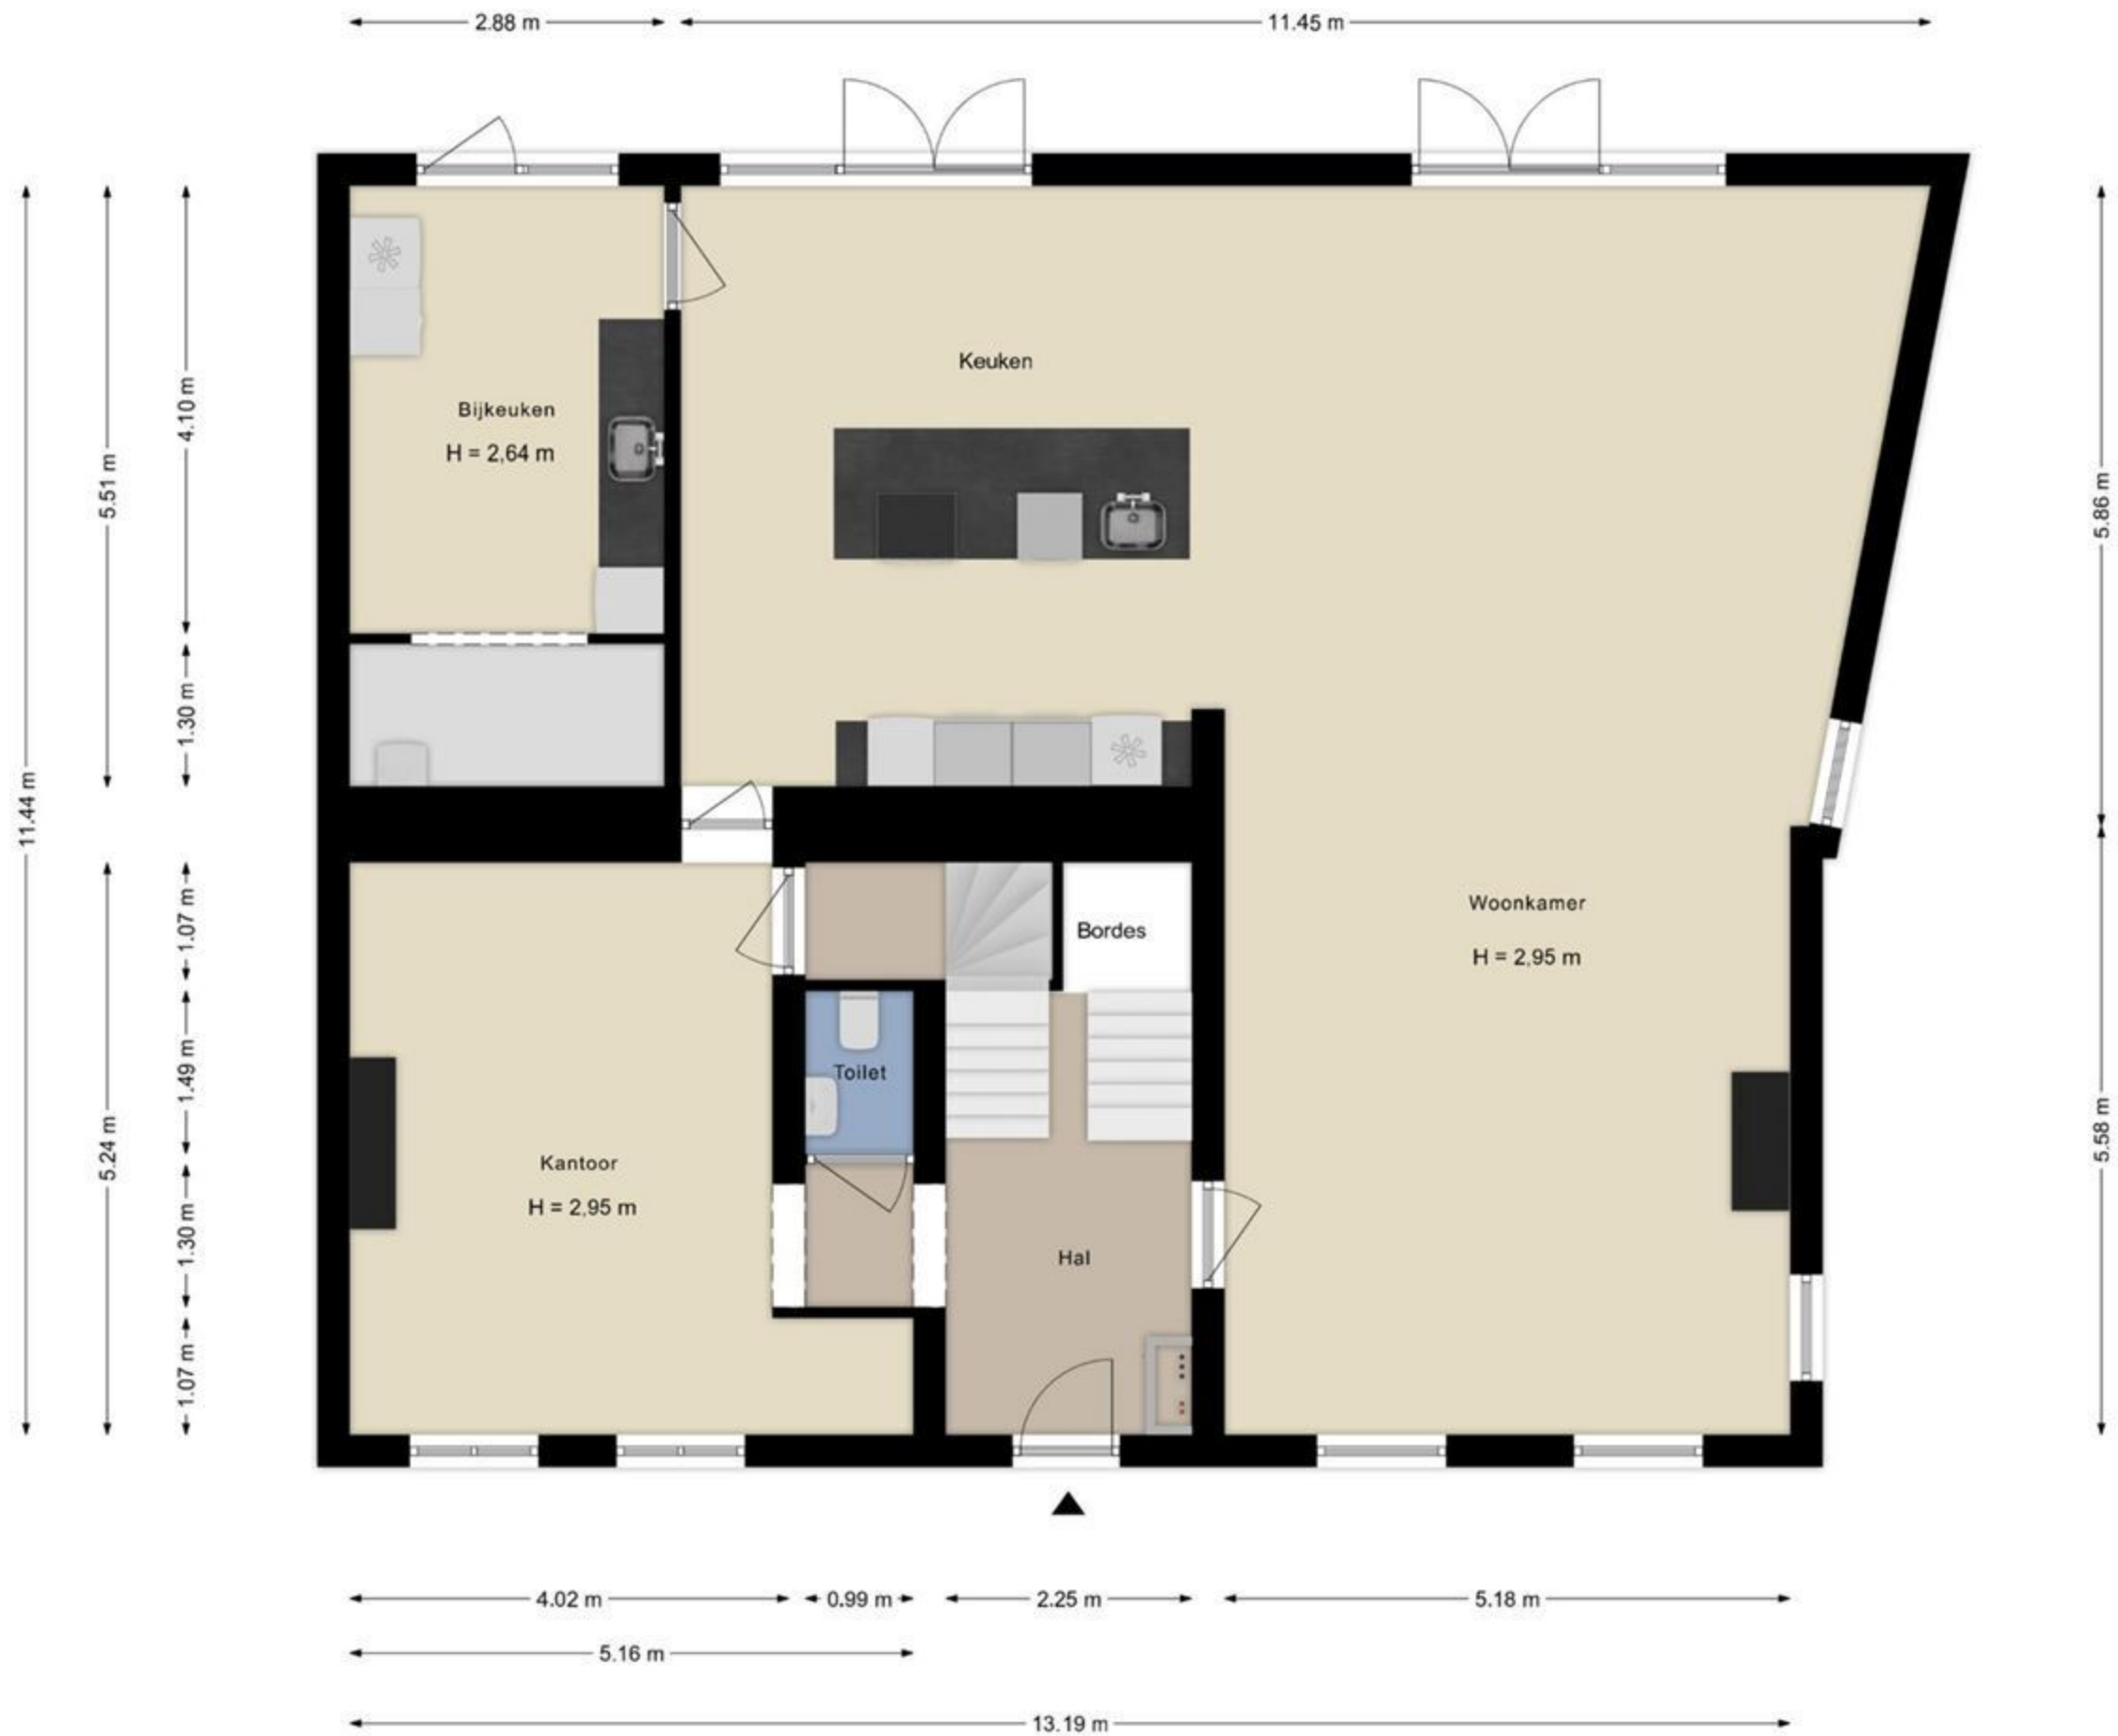 2.88 m
11.45 m
Keuken
Bijkeuken
H = 2,64 m
4.10 m
5.51 m
5.86 m
1.30 m
11.44 m
Bordes
Woonkamer
H = 2,95 m
1.07 m
Toilet
1.49 m
5.24 m
5.58 m
Kantoor
H = 2,95 m
1.30 m
Hal
1.07 m
4.02 m
0.99 m
2.25 m
5.18 m
5.16 m
13.19 m